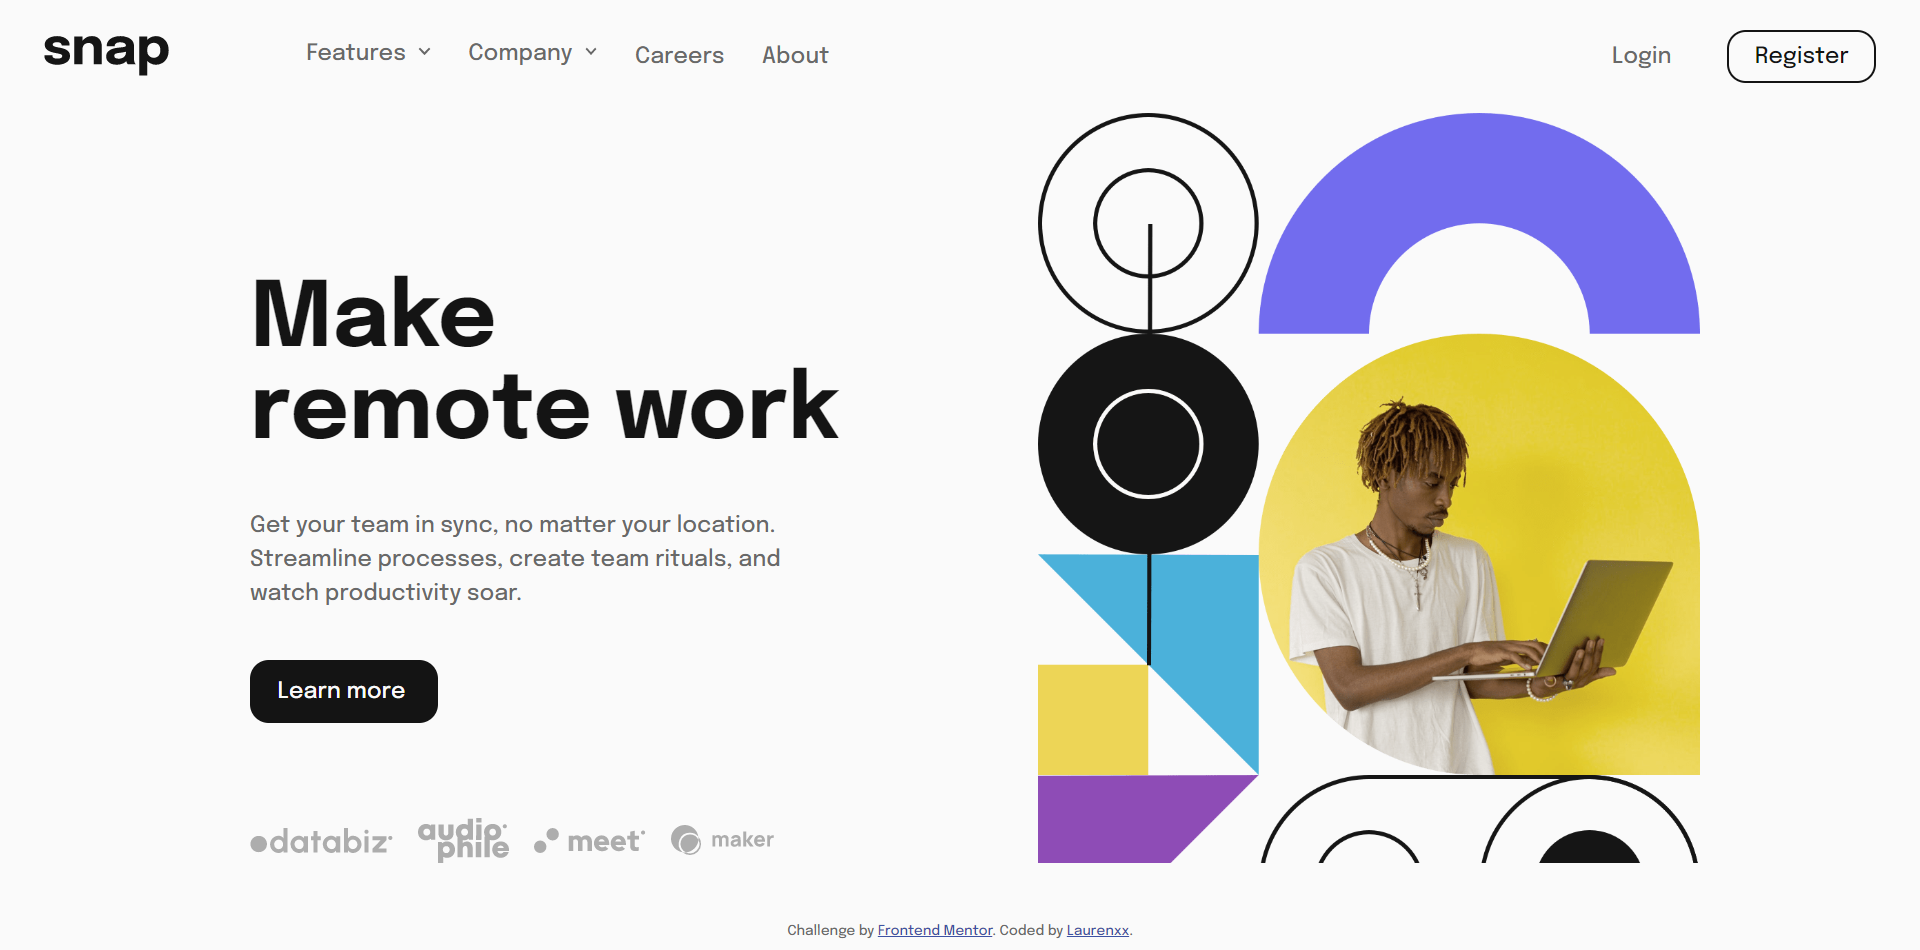 snap Features Company Careers About Login Register
Make
remote work
Get your team in sync, no matter your location.
Streamline processes, create team rituals, and
watch productivity soar.
Learn more
databiz audiophile meet maker
Challenge by Frontend Mentor. Coded by Laurenxx.